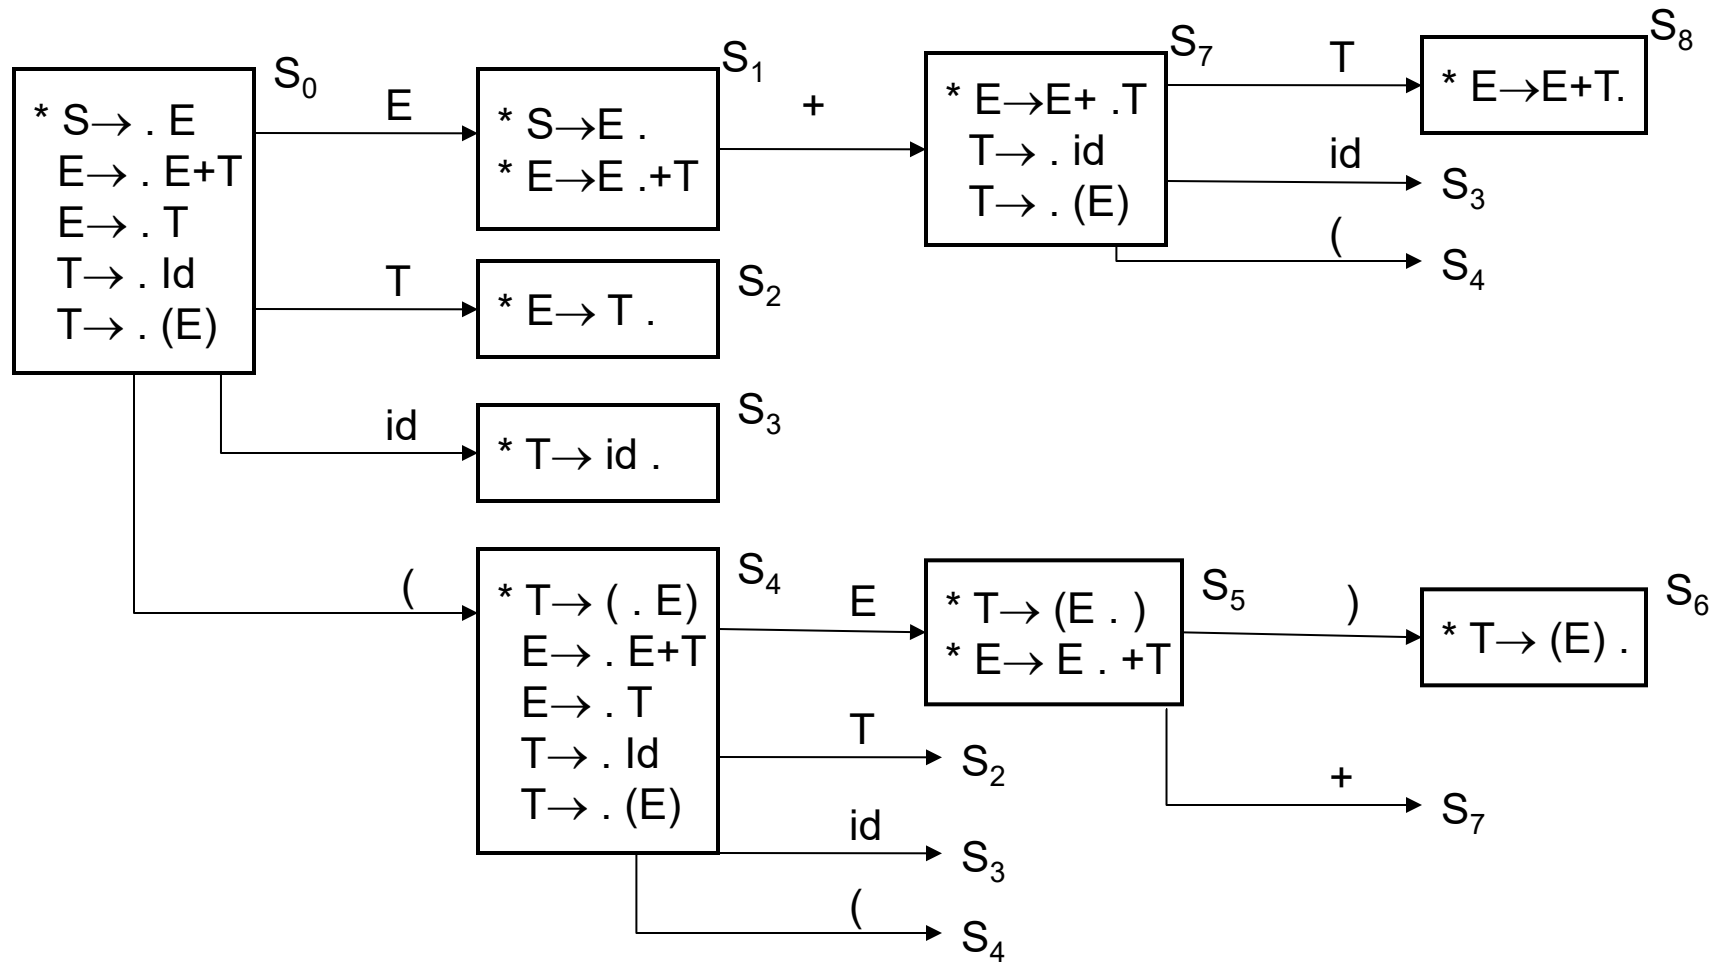 S0
* S→ . E
E→ . E+T
E→ . T
T→ . Id
T→ . (E)
E
S1
* S→E .
* E→E .+T
+
S7
* E→E+ .T
T→ . id
T→ . (E)
T
S8
* E→E+T.
id
S3
(
S4
T
S2
* E→ T .
id
S3
* T→ id .
(
S4
* T→ ( . E)
E→ . E+T
E→ . T
T→ . Id
T→ . (E)
E
S5
* T→ (E . )
* E→ E . +T
)
S6
* T→ (E) .
+
S7
T
S2
id
S3
(
S4